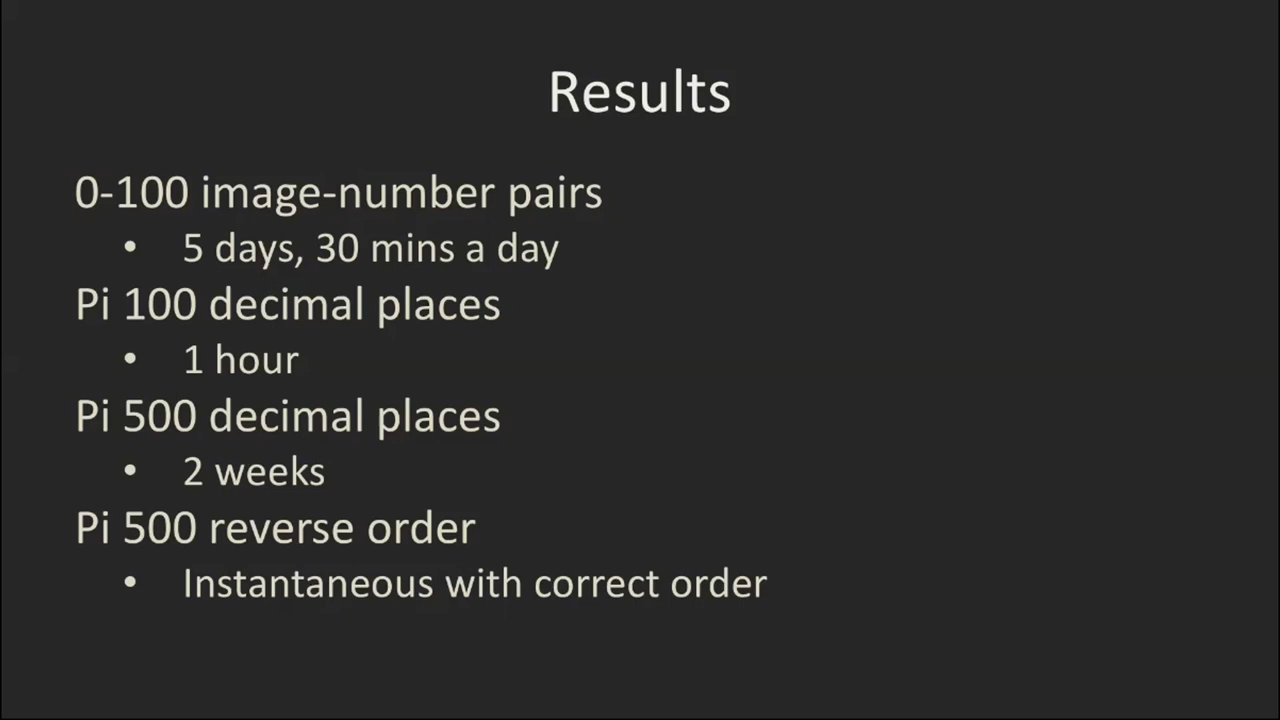 Results
0-100 image-number pairs
• 5 days, 30 mins a day
Pi 100 decimal places
• 1 hour
Pi 500 decimal places
• 2 weeks
Pi 500 reverse order
• Instantaneous with correct order